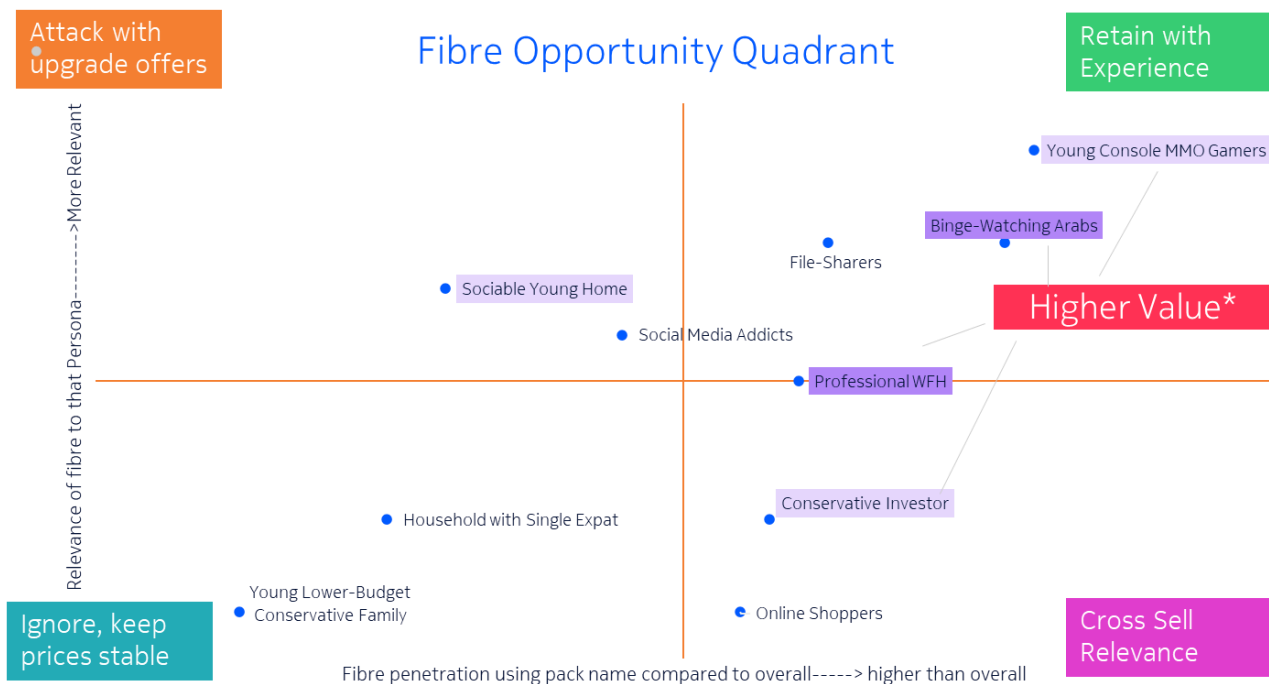 Attack with
upgrade offers
Fibre Opportunity Quadrant
Retain with
Experience
Relevance of fibre to that Persona-------->More Relevant
Young Console MMO Gamers
Binge-Watching Arabs
File-Sharers
Sociable Young Home
Higher Value*
Social Media Addicts
Professional WFH
Conservative Investor
Household with Single Expat
Young Lower-Budget
Conservative Family
Online Shoppers
Ignore, keep
prices stable
Cross Sell
Relevance
Fibre penetration using pack name compared to overall-----> higher than overall